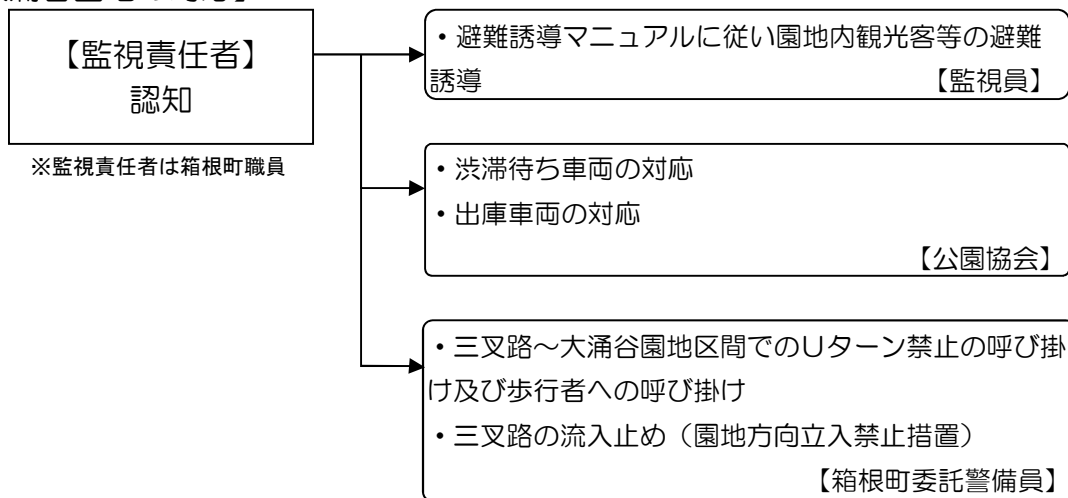 【監視責任者】
認知
※監視責任者は箱根町職員
・避難誘導マニュアルに従い園地内観光客等の避難
誘導 【監視員】
・渋滞待ち車両の対応
・出庫車両の対応
【公園協会】
・三叉路～大涌谷園地区間でのUターン禁止の呼び掛
け及び歩行者への呼び掛け
・三叉路の流入止め（園地方向立入禁止措置）
【箱根町委託警備員】